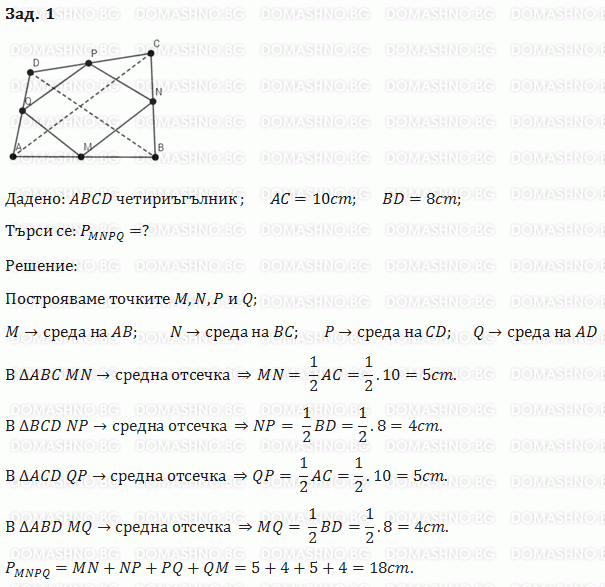 Зад. 1
C
P
D
N
Q
A
M
B
Дадено: ABCD четириъгълник; AC = 10cm; BD = 8cm;
Търси се: P_MNPQ =?
Решение:
Построяваме точките M, N, P и Q;
M → среда на AB; N → среда на BC; P → среда на CD; Q → среда на AD
В ΔABC MN → средна отсечка ⇒ MN = 1/2 AC = 1/2 . 10 = 5cm.
В ΔBCD NP → средна отсечка ⇒ NP = 1/2 BD = 1/2 . 8 = 4cm.
В ΔACD QP → средна отсечка ⇒ QP = 1/2 AC = 1/2 . 10 = 5cm.
В ΔABD MQ → средна отсечка ⇒ MQ = 1/2 BD = 1/2 . 8 = 4cm.
P_MNPQ = MN + NP + PQ + QM = 5 + 4 + 5 + 4 = 18cm.
DOMASHNO.BG